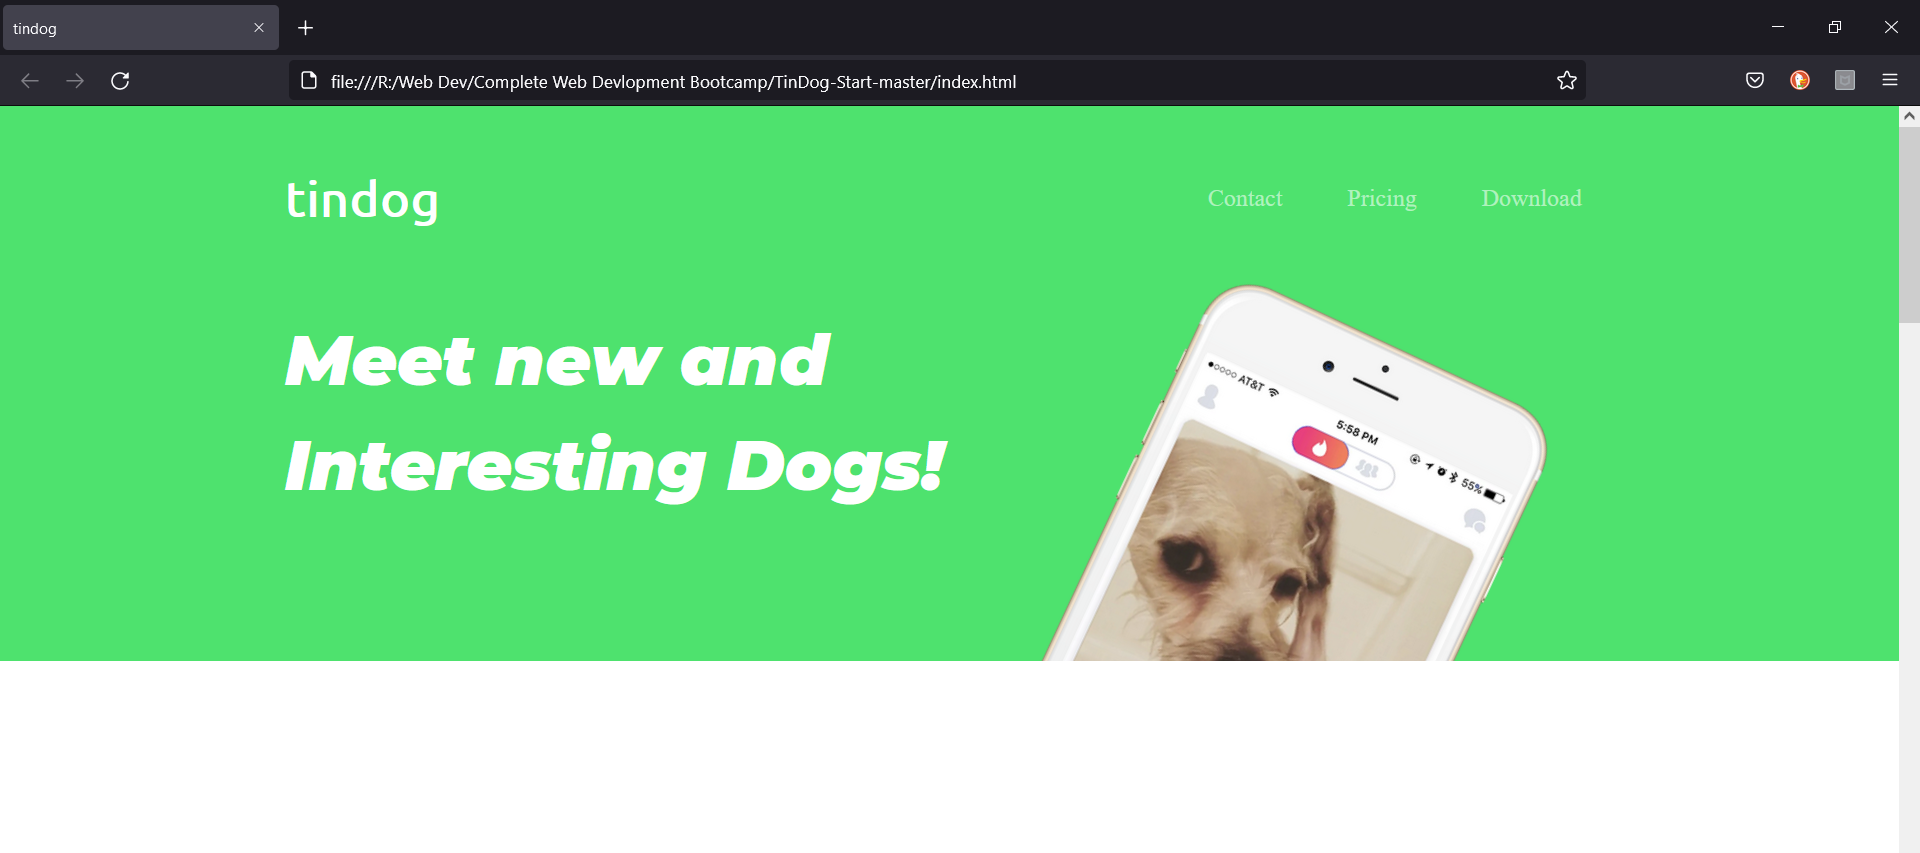 tindog
file:///R:/Web Dev/Complete Web Devlopment Bootcamp/TinDog-Start-master/index.html
tindog
Contact Pricing Download
Meet new and
Interesting Dogs!
AT&T
5:58 PM
55%